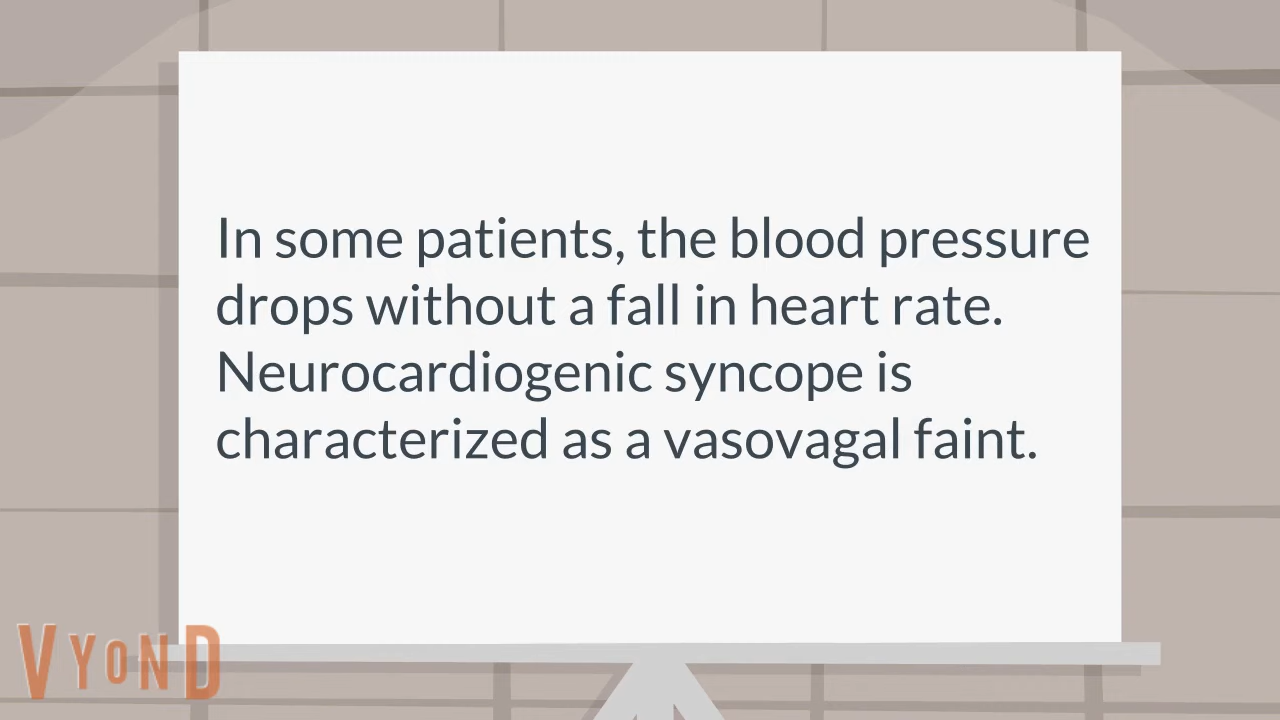 In some patients, the blood pressure
drops without a fall in heart rate.
Neurocardiogenic syncope is
characterized as a vasovagal faint.
VYOND